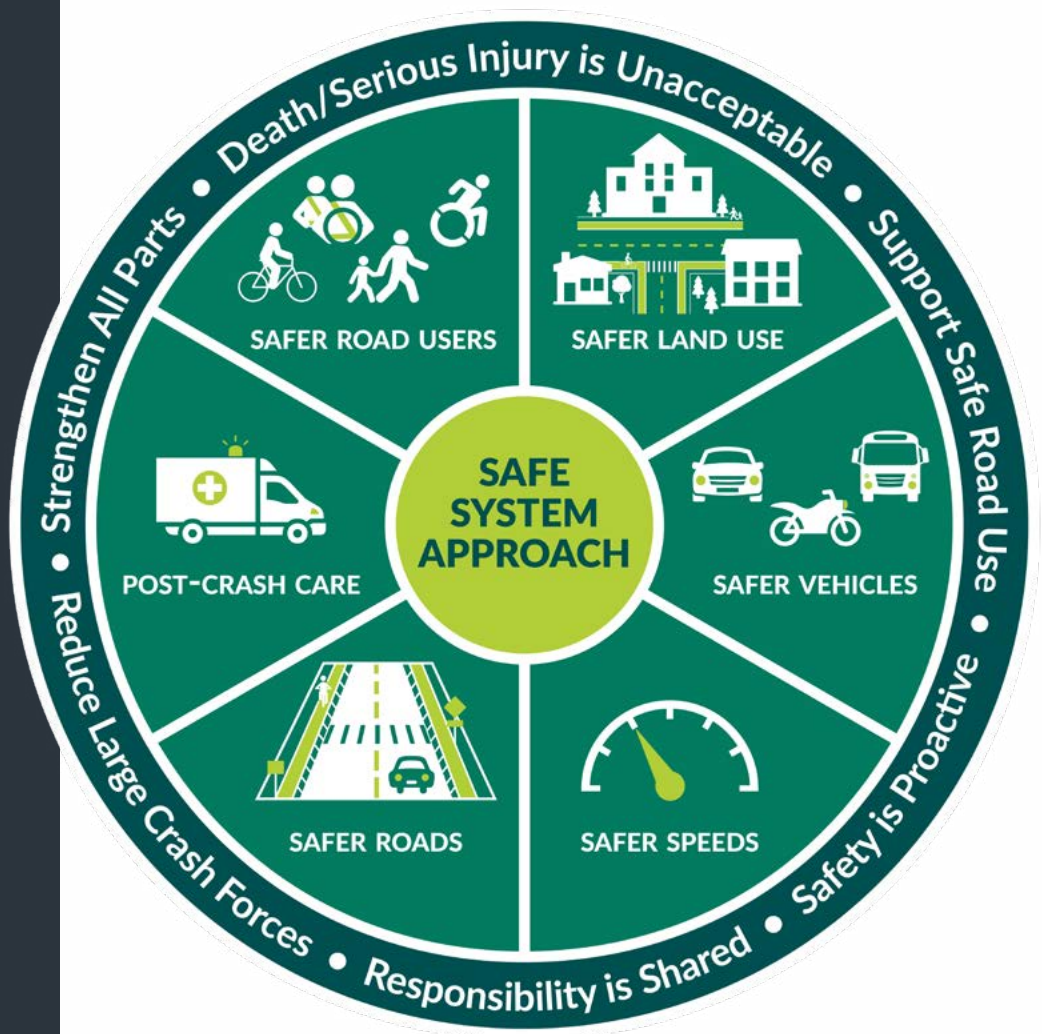 Death/Serious Injury is Unacceptable
Support Safe Road Use
Safety is Proactive
Responsibility is Shared
Reduce Large Crash Forces
Strengthen All Parts
SAFER ROAD USERS
SAFER LAND USE
SAFE
SYSTEM
APPROACH
POST-CRASH CARE
SAFER VEHICLES
SAFER ROADS
SAFER SPEEDS